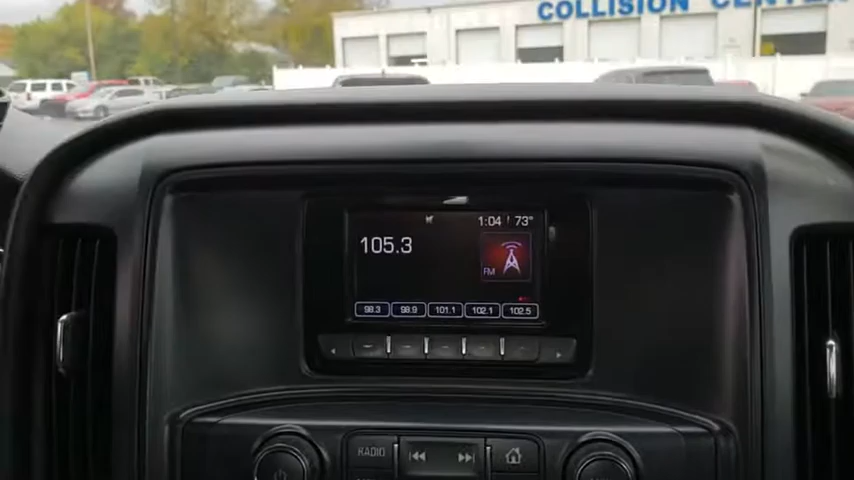 COLLISION CENTER
1:04 73°
105.3
FM
98.3 98.9 101.1 102.1 102.5
RADIO